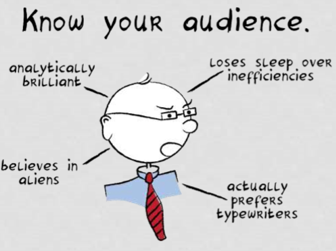 Know your audience.
analytically
brilliant
loses sleep over
inefficiencies
believes in
aliens
actually
prefers
typewriters